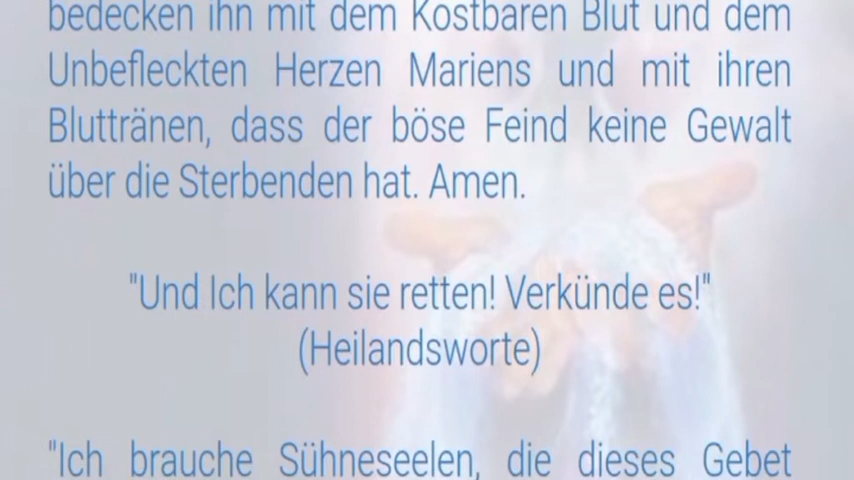 bedecken ihn mit dem Kostbaren Blut und dem
Unbefleckten Herzen Mariens und mit ihren
Bluttränen, dass der böse Feind keine Gewalt
über die Sterbenden hat. Amen.
"Und Ich kann sie retten! Verkünde es!"
(Heilandsworte)
"Ich brauche Sühneseelen, die dieses Gebet